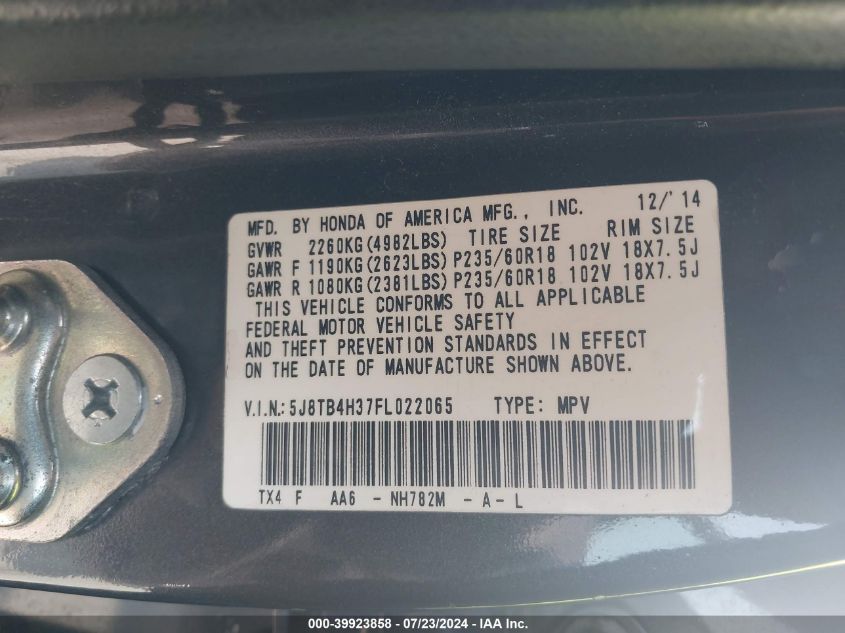 MFD. BY HONDA OF AMERICA MFG., INC. 12/'14
GVWR 2260KG(4982LBS) TIRE SIZE RIM SIZE
GAWR F 1190KG(2623LBS) P235/60R18 102V 18X7.5J
GAWR R 1080KG(2381LBS) P235/60R18 102V 18X7.5J
THIS VEHICLE CONFORMS TO ALL APPLICABLE
FEDERAL MOTOR VEHICLE SAFETY
AND THEFT PREVENTION STANDARDS IN EFFECT
ON THE DATE OF MANUFACTURE SHOWN ABOVE.
V.I.N.: 5J8TB4H37FL022065 TYPE: MPV
TX4 F AA6 - NH782M - A - L
000-39923858 - 07/23/2024 - IAA Inc.